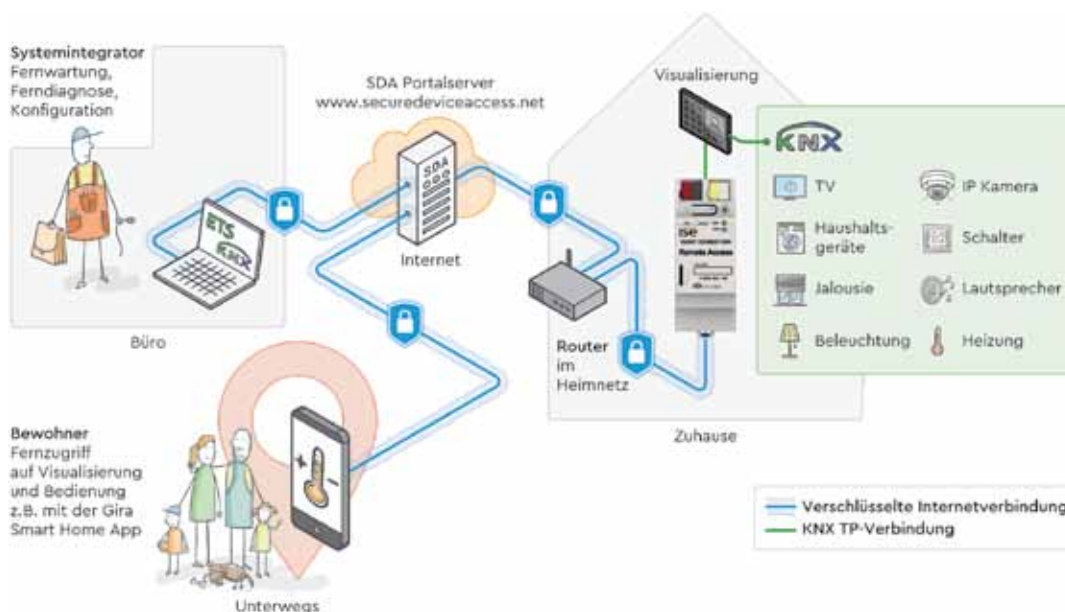 Systemintegrator
Fernwartung,
Ferndiagnose,
Konfiguration
ETS
KNX
Büro
SDA Portalserver
www.securedeviceaccess.net
SDA
Internet
Visualisierung
ise
Remote Access
Router
im
Heimnetz
Zuhause
KNX
TV
IP Kamera
Haushalts-
geräte
Schalter
Jalousie
Lautsprecher
Beleuchtung
Heizung
Bewohner
Fernzugriff
auf Visualisierung
und Bedienung
z.B. mit der Gira
Smart Home App
Unterwegs
Verschlüsselte Internetverbindung
KNX TP-Verbindung